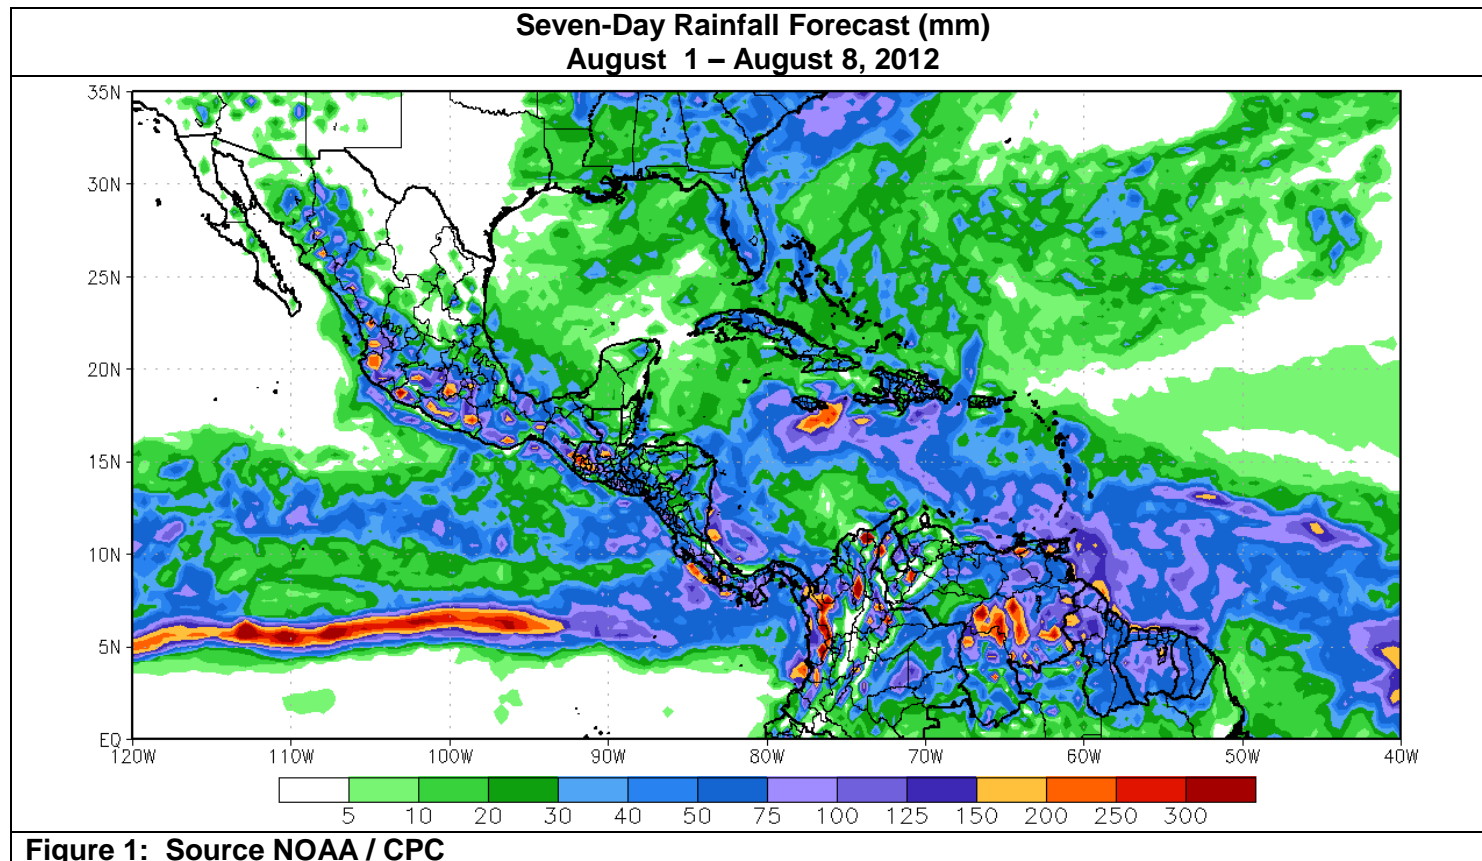 Seven-Day Rainfall Forecast (mm)
August  1 – August 8, 2012
35N
30N
25N
20N
15N
10N
5N
EQ
120W 110W 100W 90W 80W 70W 60W 50W 40W
5 10 20 30 40 50 75 100 125 150 200 250 300
Figure 1:  Source NOAA / CPC